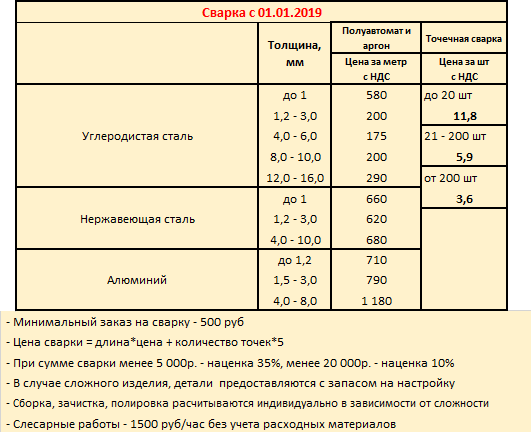 Сварка с 01.01.2019
Толщина, мм
Полуавтомат и аргон
Точечная сварка
Цена за метр с НДС
Цена за шт с НДС
Углеродистая сталь
до 1 580 до 20 шт
1,2 - 3,0 200 11,8
4,0 - 6,0 175 21 - 200 шт
8,0 - 10,0 200 5,9
12,0 - 16,0 290 от 200 шт
Нержавеющая сталь
до 1 660 3,6
1,2 - 3,0 620
4,0 - 10,0 680
Алюминий
до 1,2 710
1,5 - 3,0 790
4,0 - 8,0 1 180
- Минимальный заказ на сварку - 500 руб
- Цена сварки = длина*цена + количество точек*5
- При сумме сварки менее 5 000р. - наценка 35%, менее 20 000р. - наценка 10%
- В случае сложного изделия, детали предоставляются с запасом на настройку
- Сборка, зачистка, полировка расчитываются индивидуально в зависимости от сложности
- Слесарные работы - 1500 руб/час без учета расходных материалов